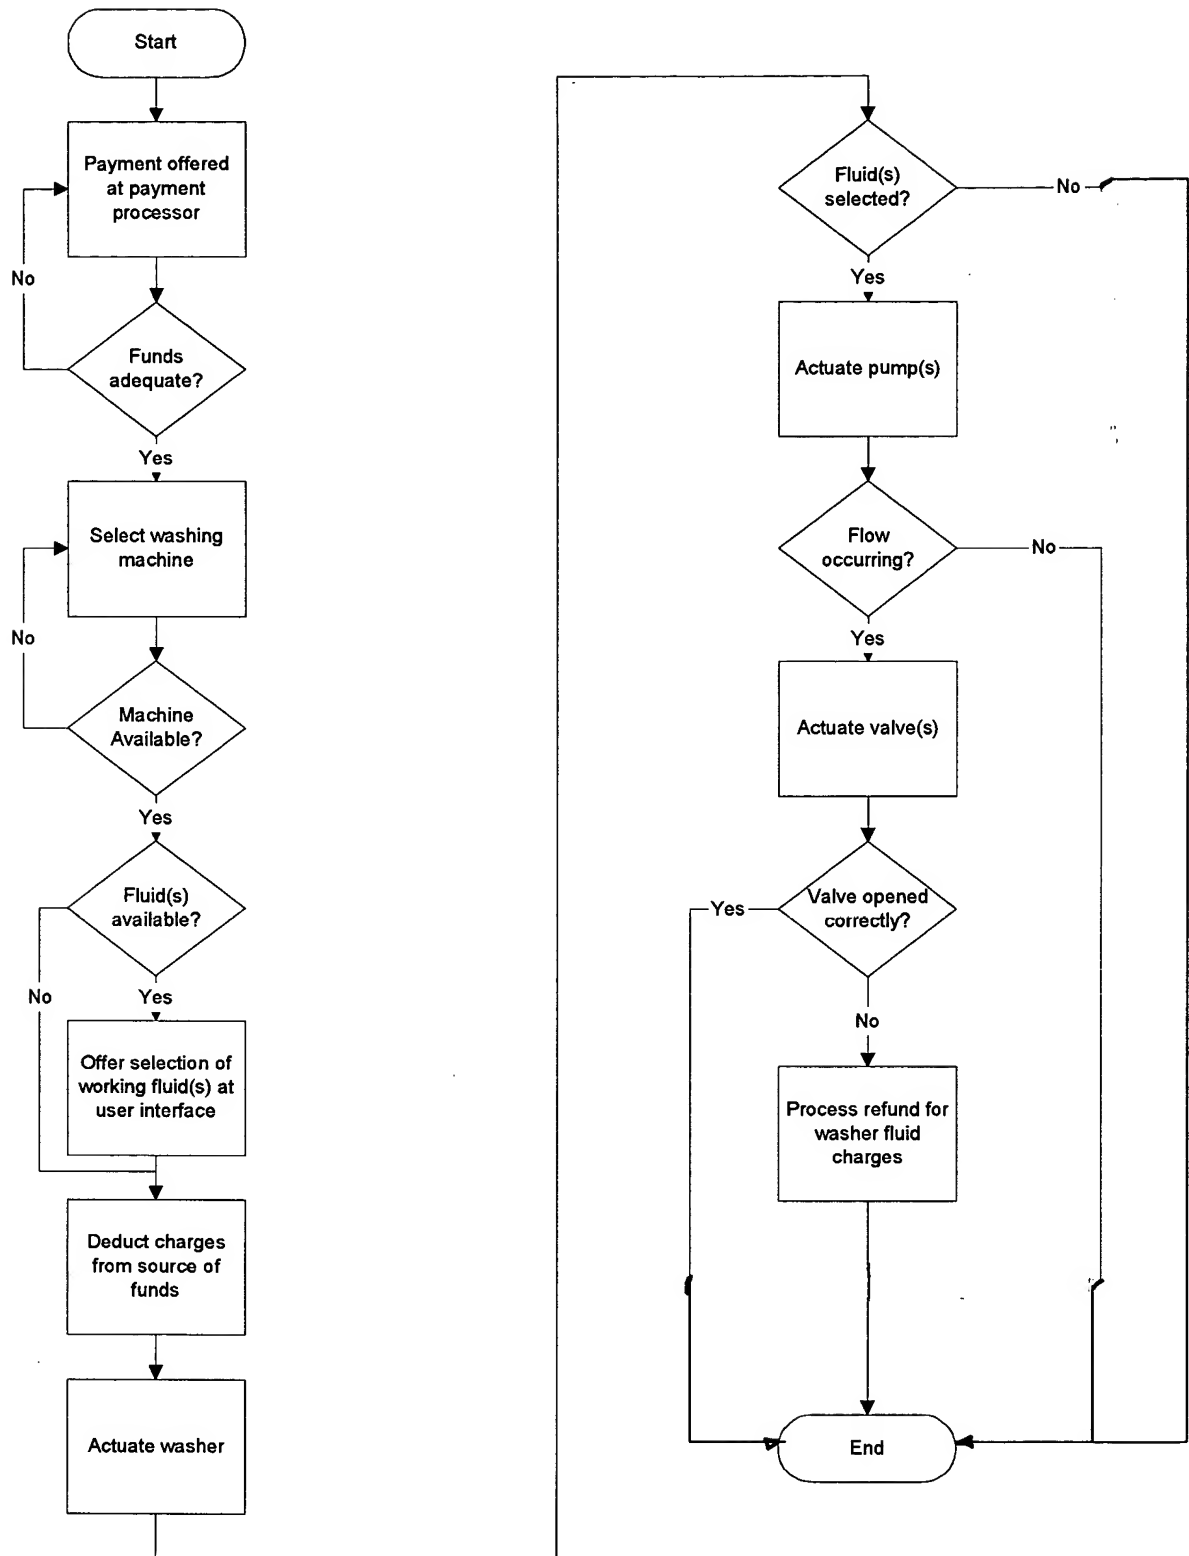 Start
Payment offered
at payment
processor
No
Funds
adequate?
Yes
Select washing
machine
No
Machine
Available?
Yes
Fluid(s)
available?
No
Yes
Offer selection of
working fluid(s) at
user interface
Deduct charges
from source of
funds
Actuate washer
Fluid(s)
selected?
No
Yes
Actuate pump(s)
Flow
occurring?
No
Yes
Actuate valve(s)
Valve opened
correctly?
Yes
No
Process refund for
washer fluid
charges
End